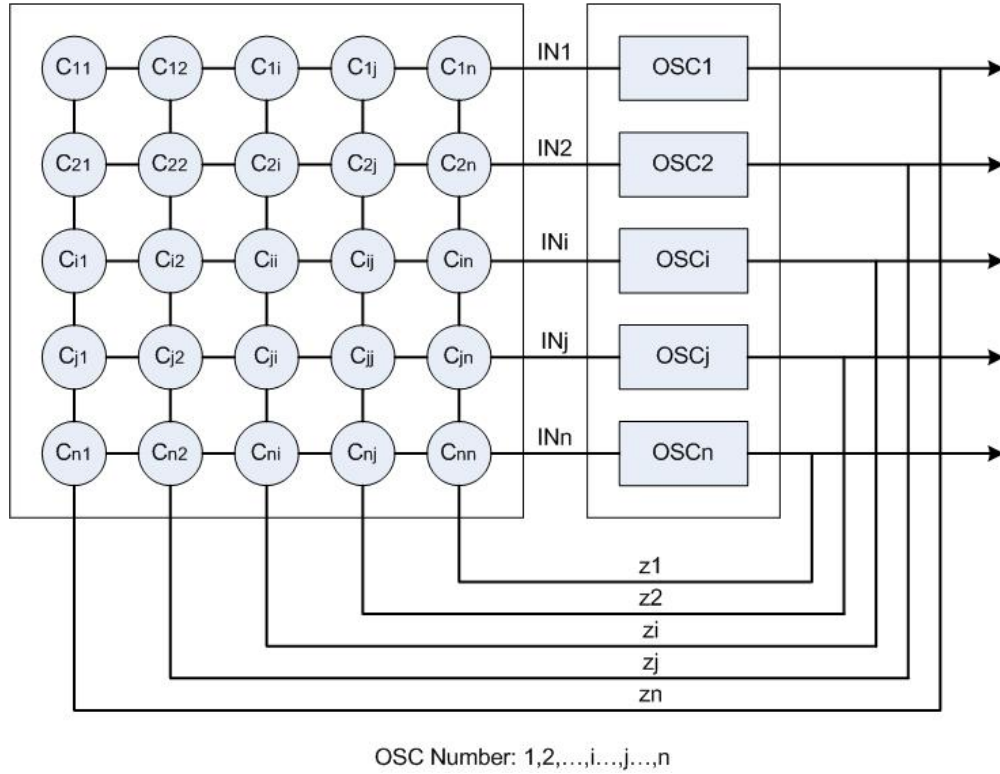 C11 C12 C1i C1j C1n IN1 OSC1
C21 C22 C2i C2j C2n IN2 OSC2
Ci1 Ci2 Cii Cij Cin INi OSCi
Cj1 Cj2 Cji Cjj Cjn INj OSCj
Cn1 Cn2 Cni Cnj Cnn INn OSCn
z1
z2
zi
zj
zn
OSC Number: 1,2,…,i…,j…,n